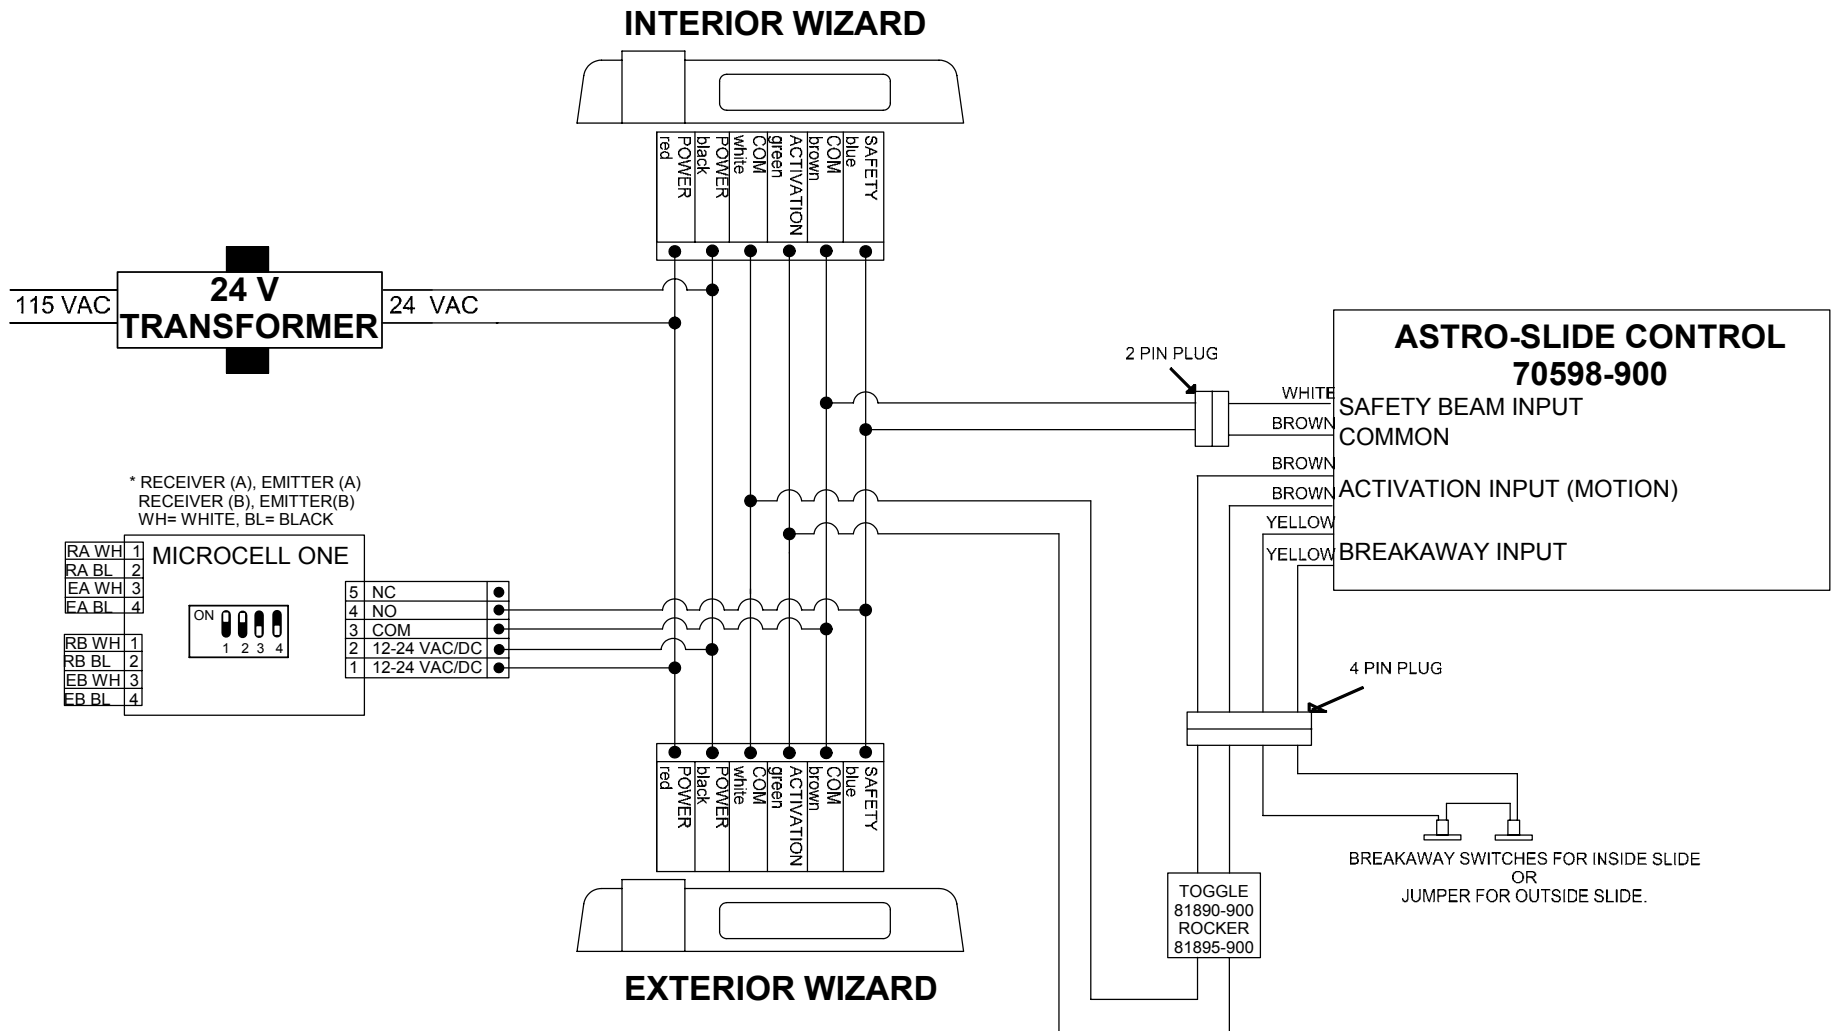 INTERIOR WIZARD
POWER
red
POWER
black
COM
white
ACTIVATION
green
COM
brown
SAFETY
blue
115 VAC
24 V
TRANSFORMER
24 VAC
2 PIN PLUG
ASTRO-SLIDE CONTROL
70598-900
WHITE
SAFETY BEAM INPUT
BROWN
COMMON
BROWN
BROWN
ACTIVATION INPUT (MOTION)
YELLOW
YELLOW
BREAKAWAY INPUT
* RECEIVER (A), EMITTER (A)
RECEIVER (B), EMITTER(B)
WH= WHITE, BL= BLACK
MICROCELL ONE
RA WH 1
RA BL 2
EA WH 3
EA BL 4
RB WH 1
RB BL 2
EB WH 3
EB BL 4
ON
1 2 3 4
5 NC
4 NO
3 COM
2 12-24 VAC/DC
1 12-24 VAC/DC
4 PIN PLUG
POWER
red
POWER
black
COM
white
ACTIVATION
green
COM
brown
SAFETY
blue
BREAKAWAY SWITCHES FOR INSIDE SLIDE
OR
JUMPER FOR OUTSIDE SLIDE.
TOGGLE
81890-900
ROCKER
81895-900
EXTERIOR WIZARD